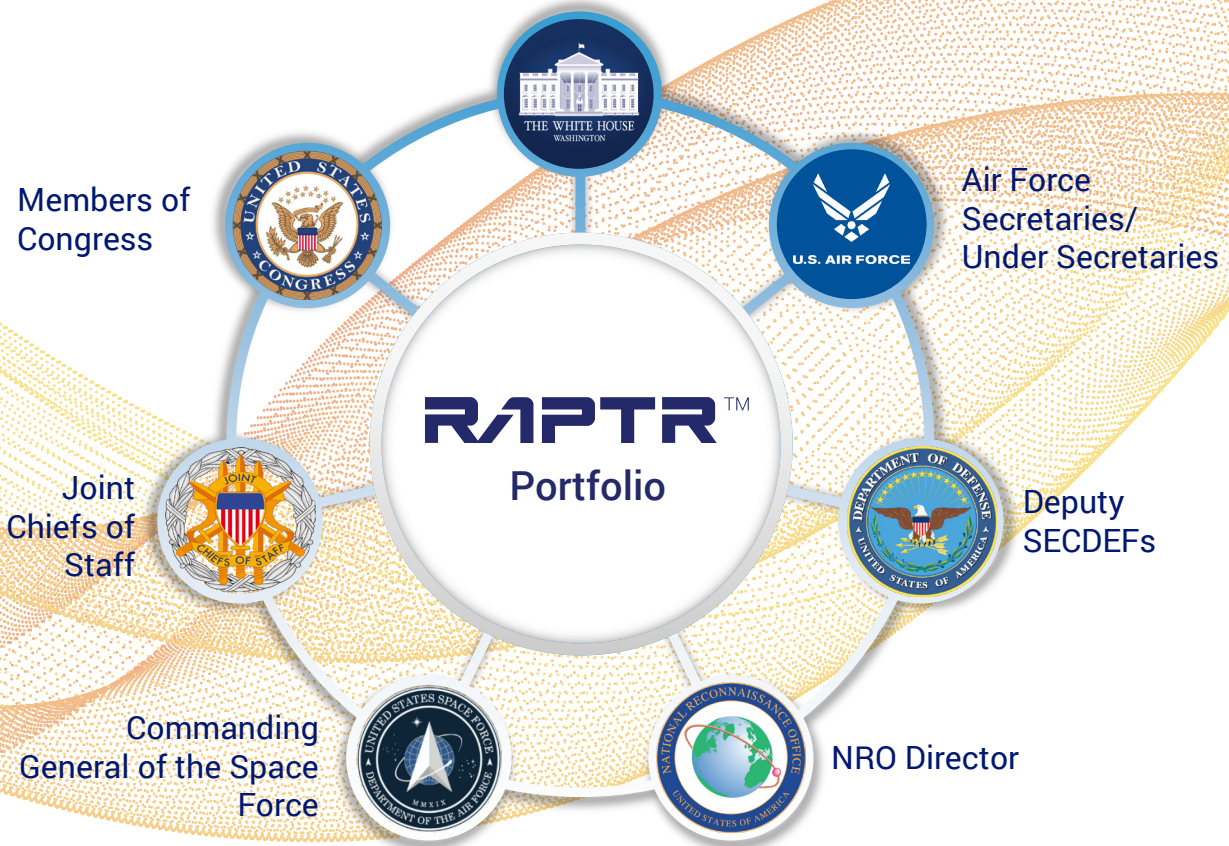 THE WHITE HOUSE
WASHINGTON
UNITED STATES
CONGRESS
Members of
Congress
U.S. AIR FORCE
Air Force
Secretaries/
Under Secretaries
RAPTR™
Portfolio
JOINT
CHIEFS OF STAFF
Joint
Chiefs of
Staff
DEPARTMENT OF DEFENSE
UNITED STATES OF AMERICA
Deputy
SECDEFs
UNITED STATES SPACE FORCE
DEPARTMENT OF THE AIR FORCE
MMXIX
Commanding
General of the Space
Force
NATIONAL RECONNAISSANCE OFFICE
UNITED STATES OF AMERICA
NRO Director